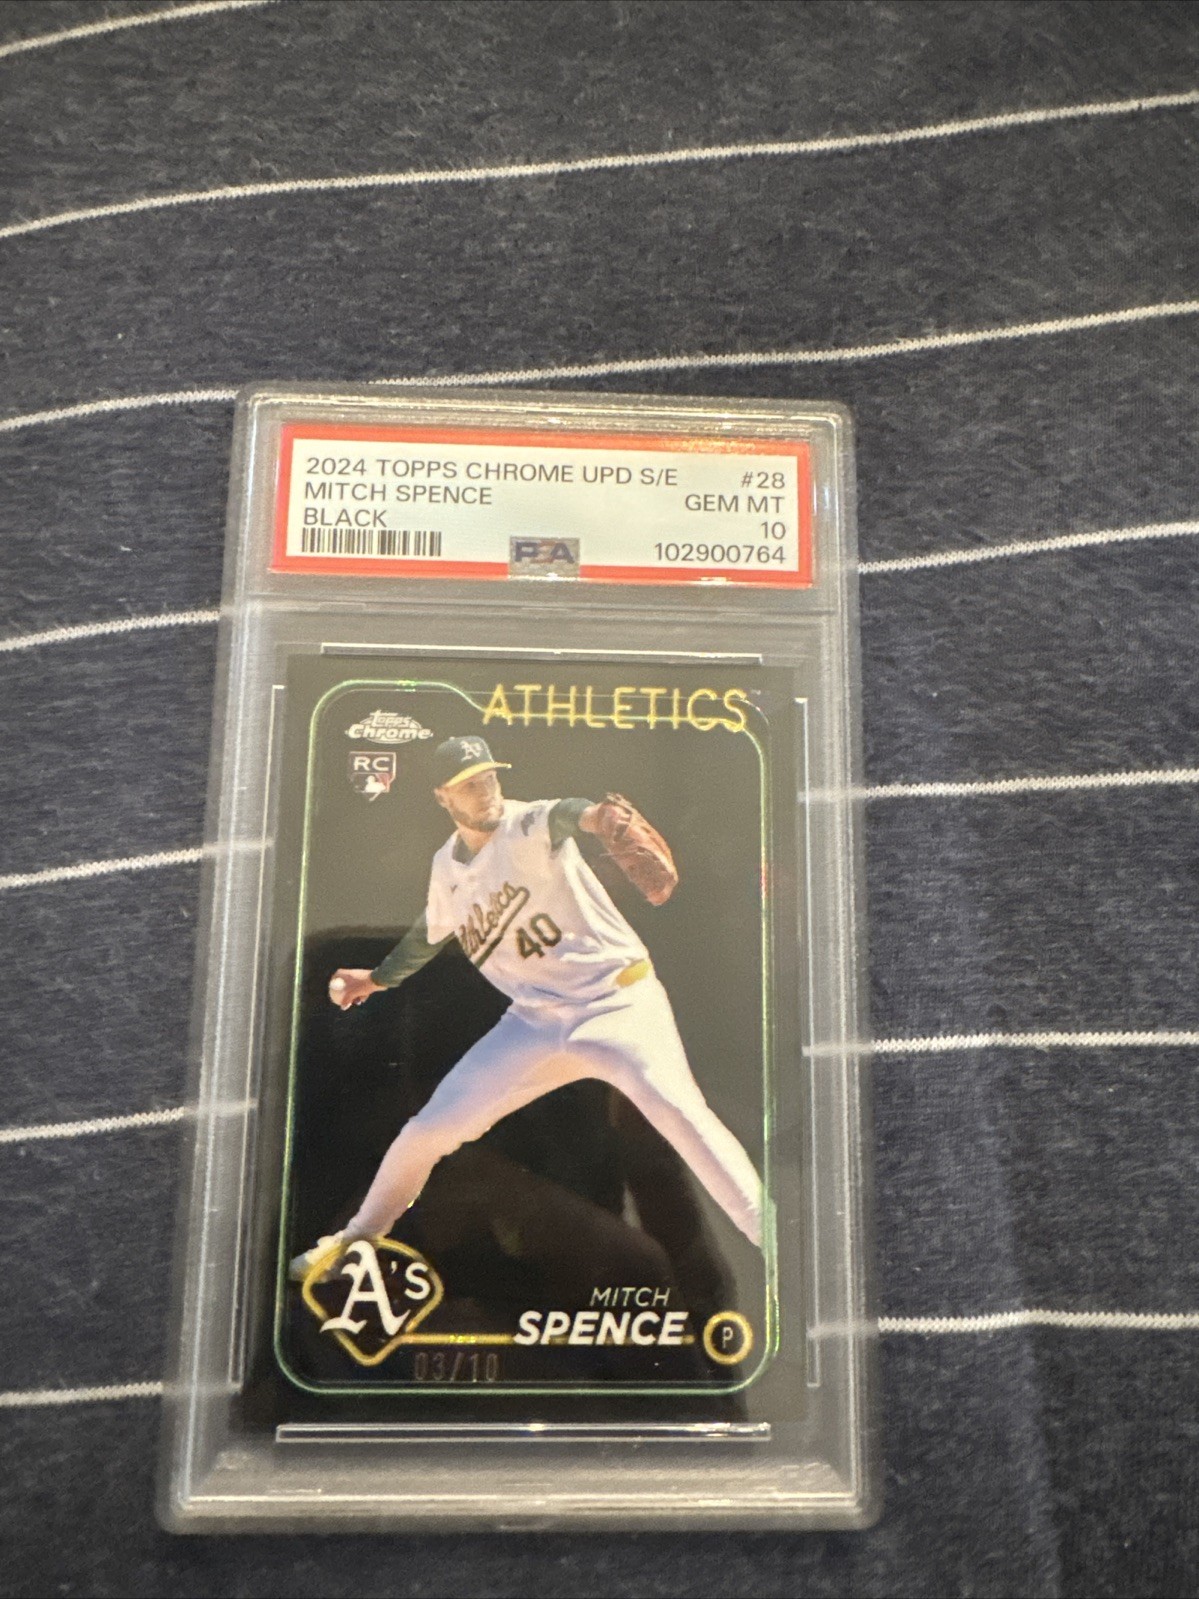 2024 TOPPS CHROME UPD S/E #28
MITCH SPENCE GEM MT
BLACK 10
PSA 102900764
ATHLETICS
Topps
Chrome
RC
A's
Athletics
40
MITCH
SPENCE
P
A's
03/10